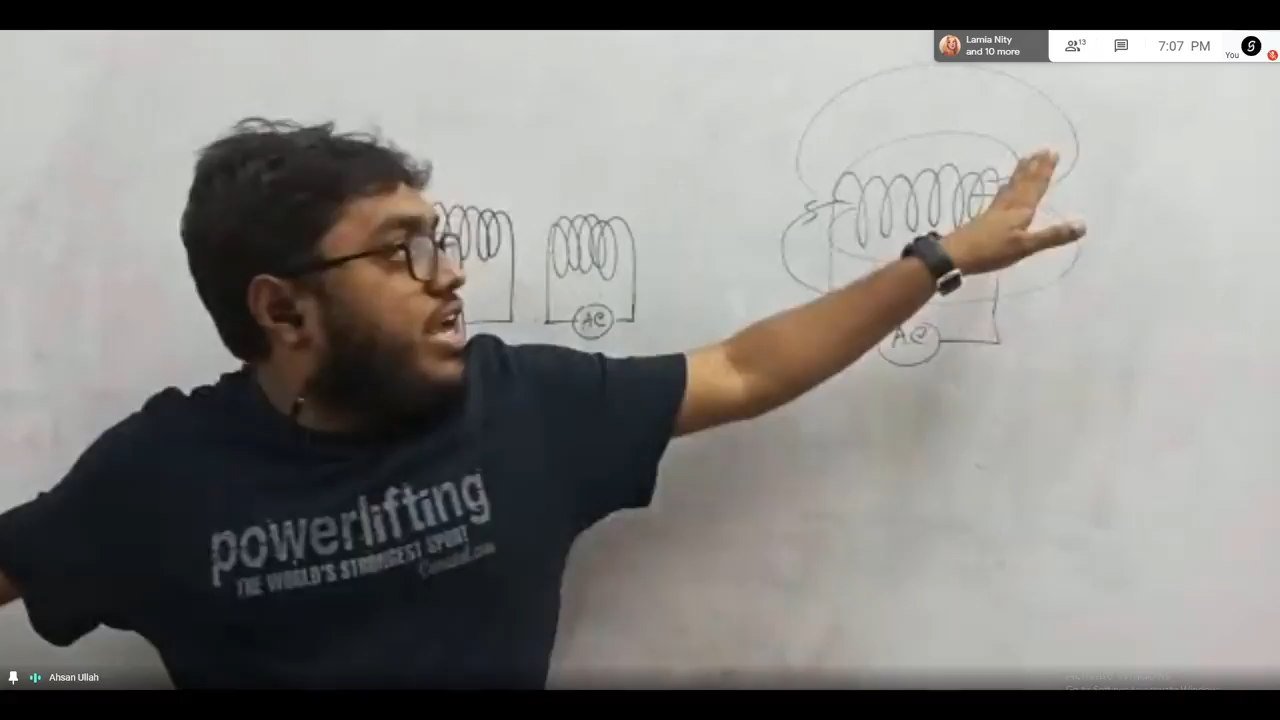 Lamia Nity
and 10 more
13
7:07 PM
You
S
AC
AC
powerlifting
THE WORLD'S STRONGEST SPORT
Ahsan Ullah